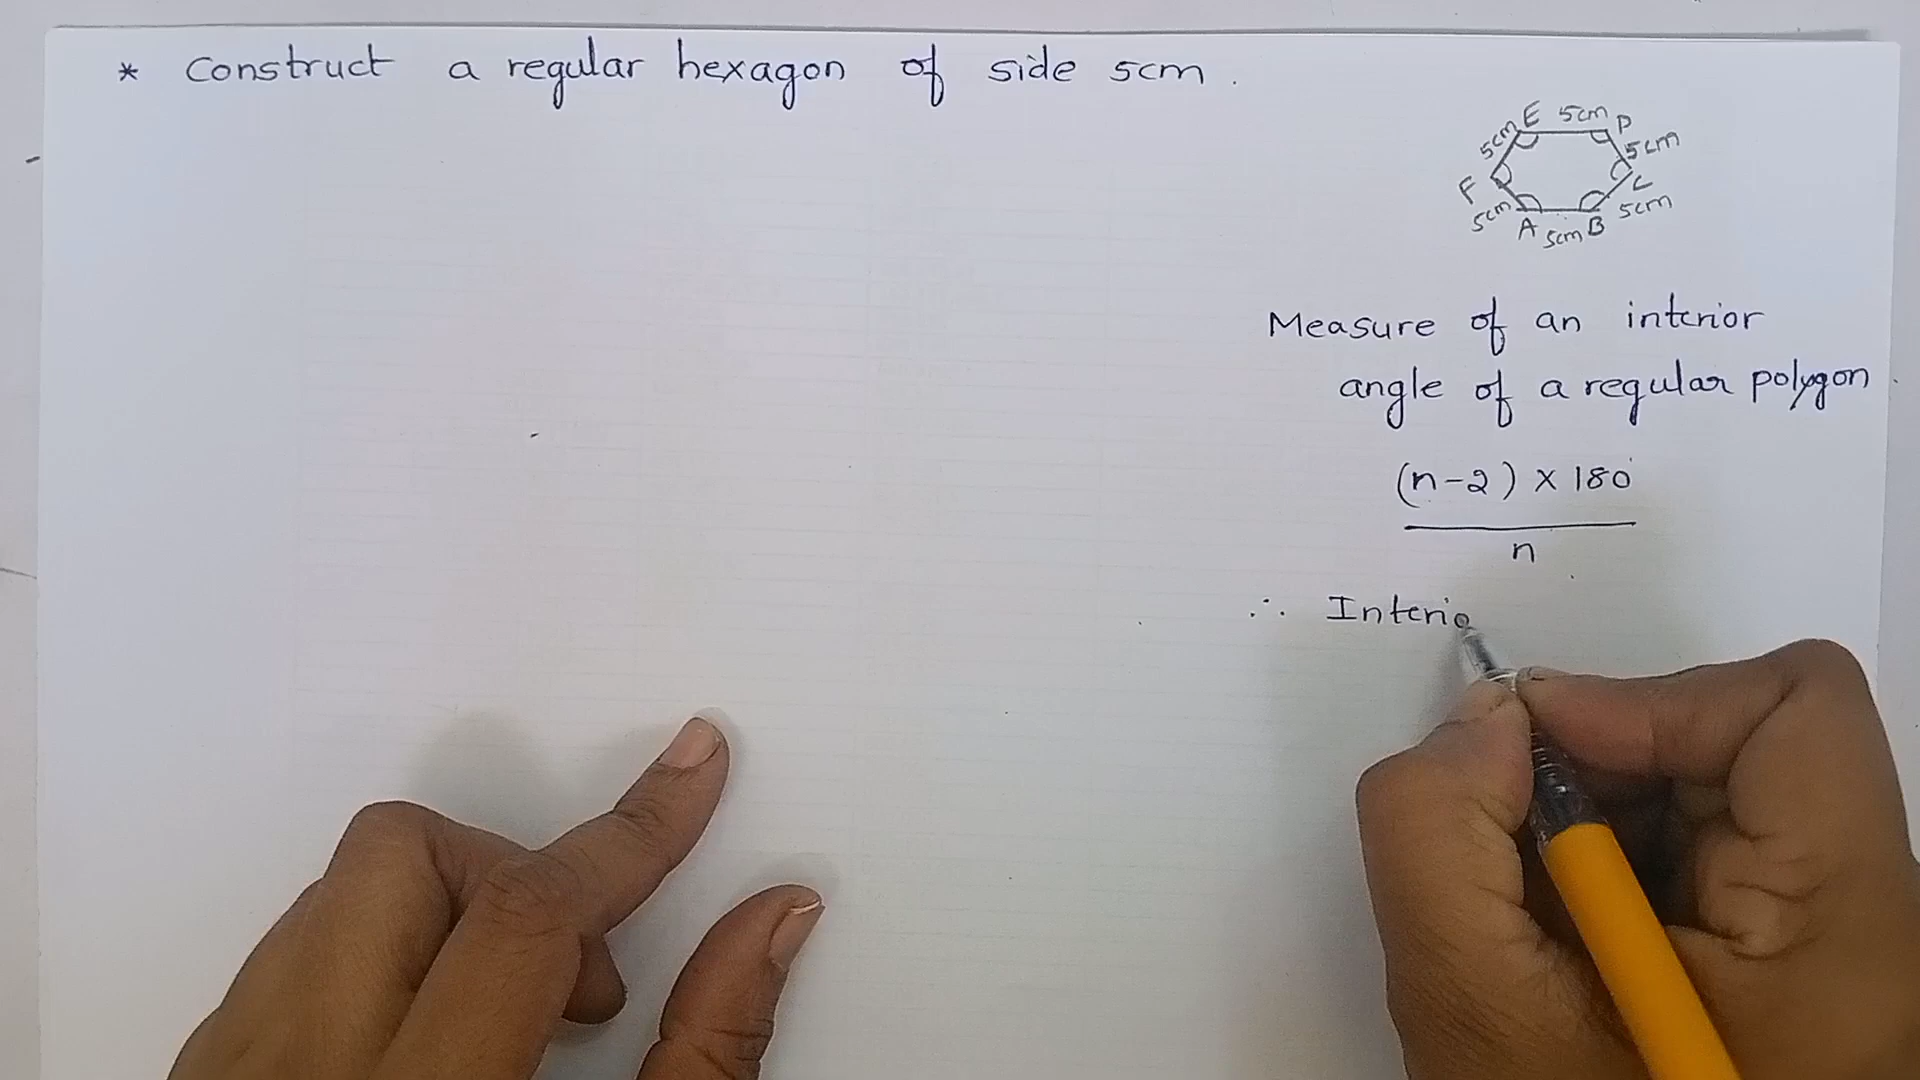 * Construct a regular hexagon of side 5cm .
E 5cm D
5cm 5cm
F C
5cm 5cm
A 5cm B
Measure of an interior
angle of a regular polygon
(n-2) × 180
n
∴ Interio